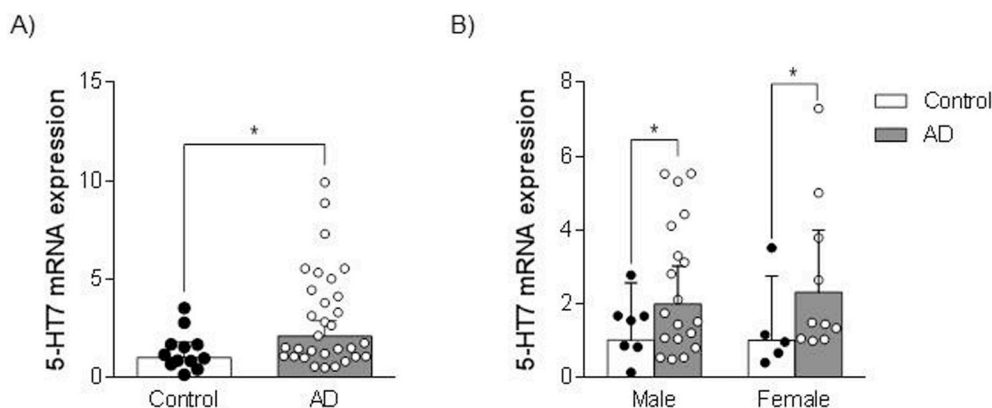 A)
5-HT7 mRNA expression
15
10
5
0
*
Control
AD
B)
5-HT7 mRNA expression
8
6
4
2
0
*
*
Male
Female
Control
AD